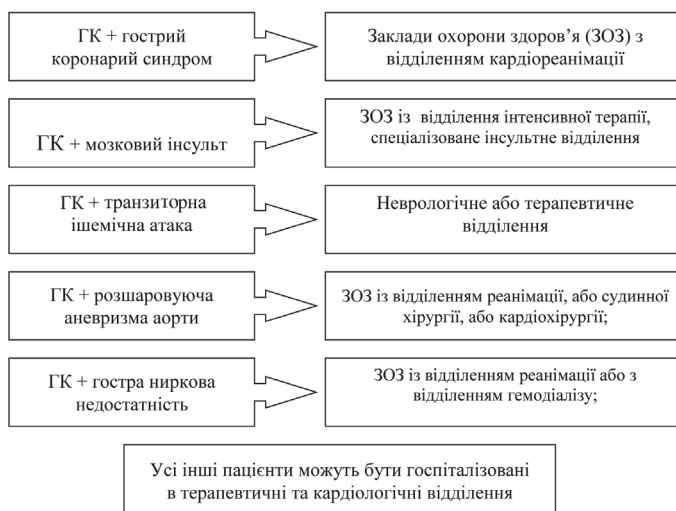 ГК + гострий
коронарий синдром
Заклади охорони здоров’я (ЗОЗ) з
відділенням кардіореанімації
ГК + мозковий інсульт
ЗОЗ із відділення інтенсивної терапії,
спеціалізоване інсультне відділення
ГК + транзиторна
ішемічна атака
Неврологічне або терапевтичне
відділення
ГК + розшаровуюча
аневризма аорти
ЗОЗ із відділенням реанімації, або судинної
хірургії, або кардіохірургії;
ГК + гостра ниркова
недостатність
ЗОЗ із відділенням реанімації або з
відділенням гемодіалізу;
Усі інші пацієнти можуть бути госпіталізовані
в терапевтичні та кардіологічні відділення